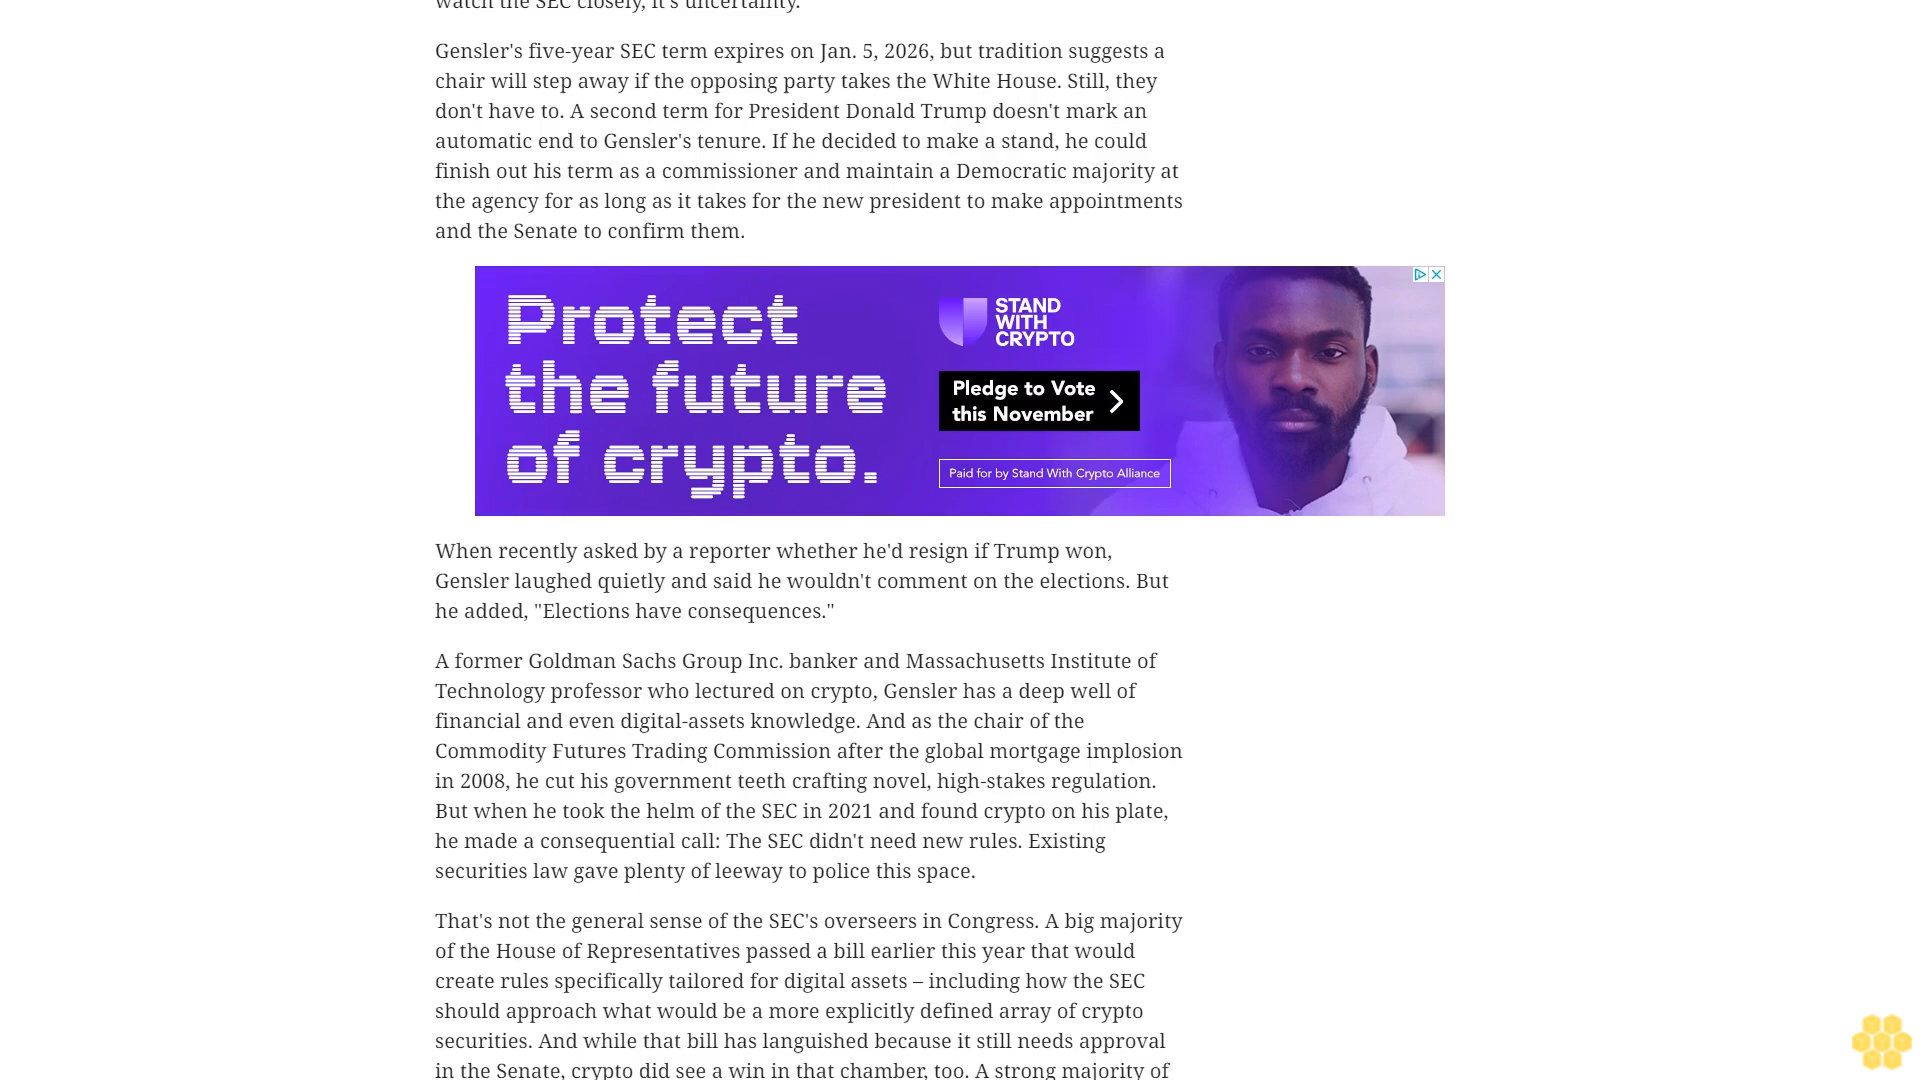 watch the SEC closely, it's uncertainty.
Gensler's five-year SEC term expires on Jan. 5, 2026, but tradition suggests a
chair will step away if the opposing party takes the White House. Still, they
don't have to. A second term for President Donald Trump doesn't mark an
automatic end to Gensler's tenure. If he decided to make a stand, he could
finish out his term as a commissioner and maintain a Democratic majority at
the agency for as long as it takes for the new president to make appointments
and the Senate to confirm them.
Protect
the future
of crypto.
STAND
WITH
CRYPTO
Pledge to Vote
this November
Paid for by Stand With Crypto Alliance
When recently asked by a reporter whether he'd resign if Trump won,
Gensler laughed quietly and said he wouldn't comment on the elections. But
he added, "Elections have consequences."
A former Goldman Sachs Group Inc. banker and Massachusetts Institute of
Technology professor who lectured on crypto, Gensler has a deep well of
financial and even digital-assets knowledge. And as the chair of the
Commodity Futures Trading Commission after the global mortgage implosion
in 2008, he cut his government teeth crafting novel, high-stakes regulation.
But when he took the helm of the SEC in 2021 and found crypto on his plate,
he made a consequential call: The SEC didn't need new rules. Existing
securities law gave plenty of leeway to police this space.
That's not the general sense of the SEC's overseers in Congress. A big majority
of the House of Representatives passed a bill earlier this year that would
create rules specifically tailored for digital assets – including how the SEC
should approach what would be a more explicitly defined array of crypto
securities. And while that bill has languished because it still needs approval
in the Senate, crypto did see a win in that chamber, too. A strong majority of